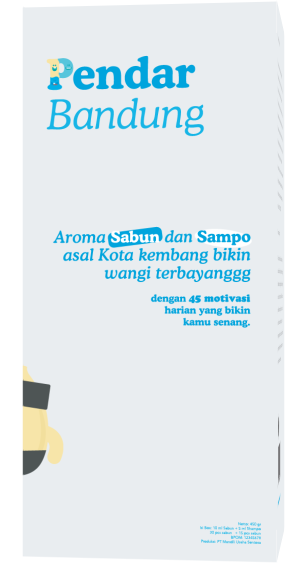 Pendar
Bandung
Aroma Sabun dan Sampo
asal Kota kembang bikin
wangi terbayanggg
dengan 45 motivasi
harian yang bikin
kamu senang.